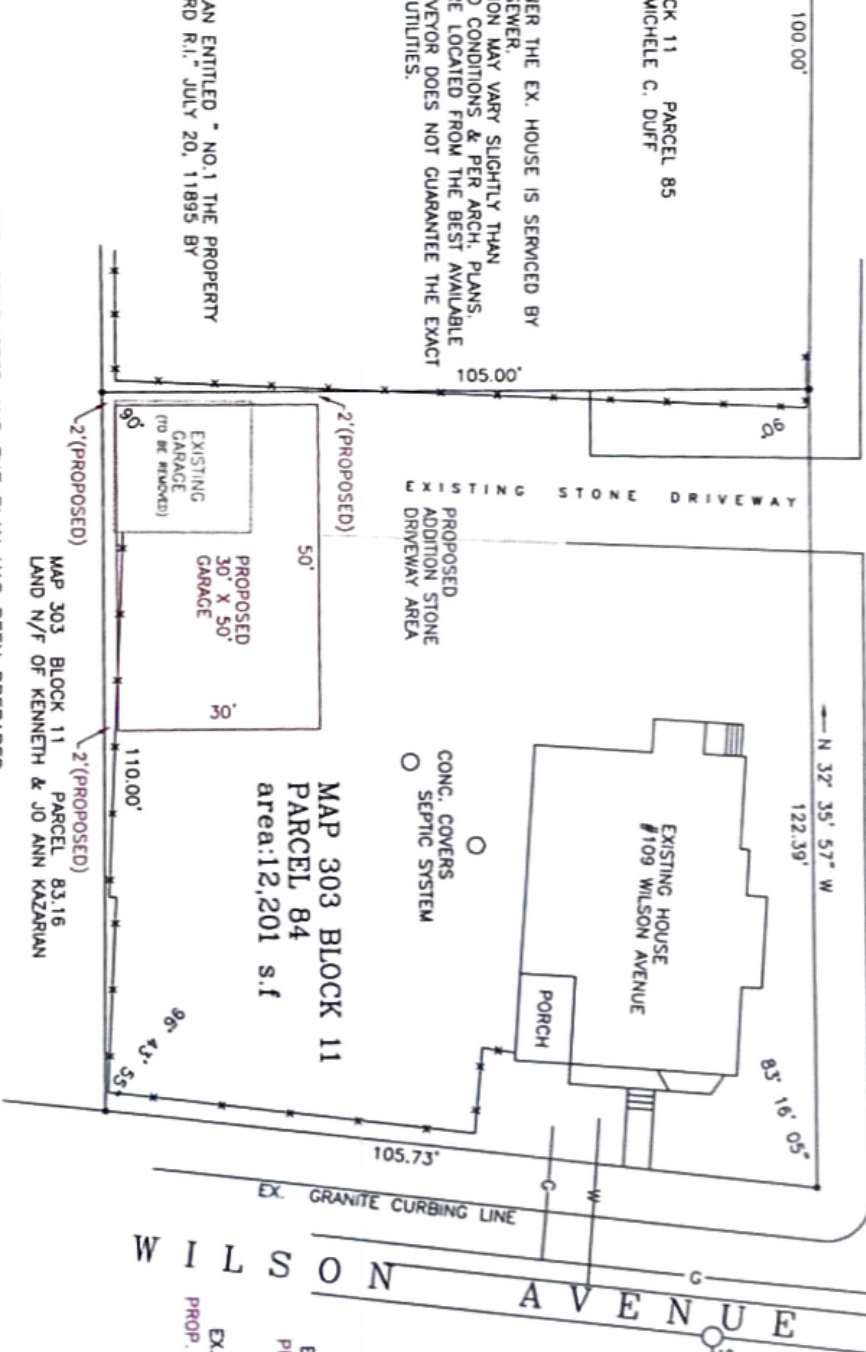 100.00'
CK 11 PARCEL 85
MICHELE C. DUFF
ER THE EX. HOUSE IS SERVICED BY
SEWER.
ION MAY VARY SLIGHTLY THAN
CONDITIONS & PER ARCH. PLANS.
RE LOCATED FROM THE BEST AVAILABLE
VEYOR DOES NOT GUARANTEE THE EXACT
UTILITIES.
AN ENTITLED " NO.1 THE PROPERTY
RD R.I." JULY 20, 11895 BY
105.00'
90°
EXISTING STONE DRIVEWAY
PROPOSED
ADDITION STONE
DRIVEWAY AREA
2'(PROPOSED)
90°
EXISTING
GARAGE
(TO BE REMOVED)
2'(PROPOSED)
50'
PROPOSED
30' X 50'
GARAGE
30'
N 32° 35' 57" W
122.39'
EXISTING HOUSE
#109 WILSON AVENUE
PORCH
83° 16' 05"
CONC. COVERS
SEPTIC SYSTEM
MAP 303 BLOCK 11
PARCEL 84
area:12,201 s.f
110.00'
2'(PROPOSED)
MAP 303 BLOCK 11 PARCEL 83.16
LAND N/F OF KENNETH & JO ANN KAZARIAN
96° 43' 55"
105.73'
G
W
EX. GRANITE CURBING LINE
G
WILSON AVENUE
EX.
PROP.